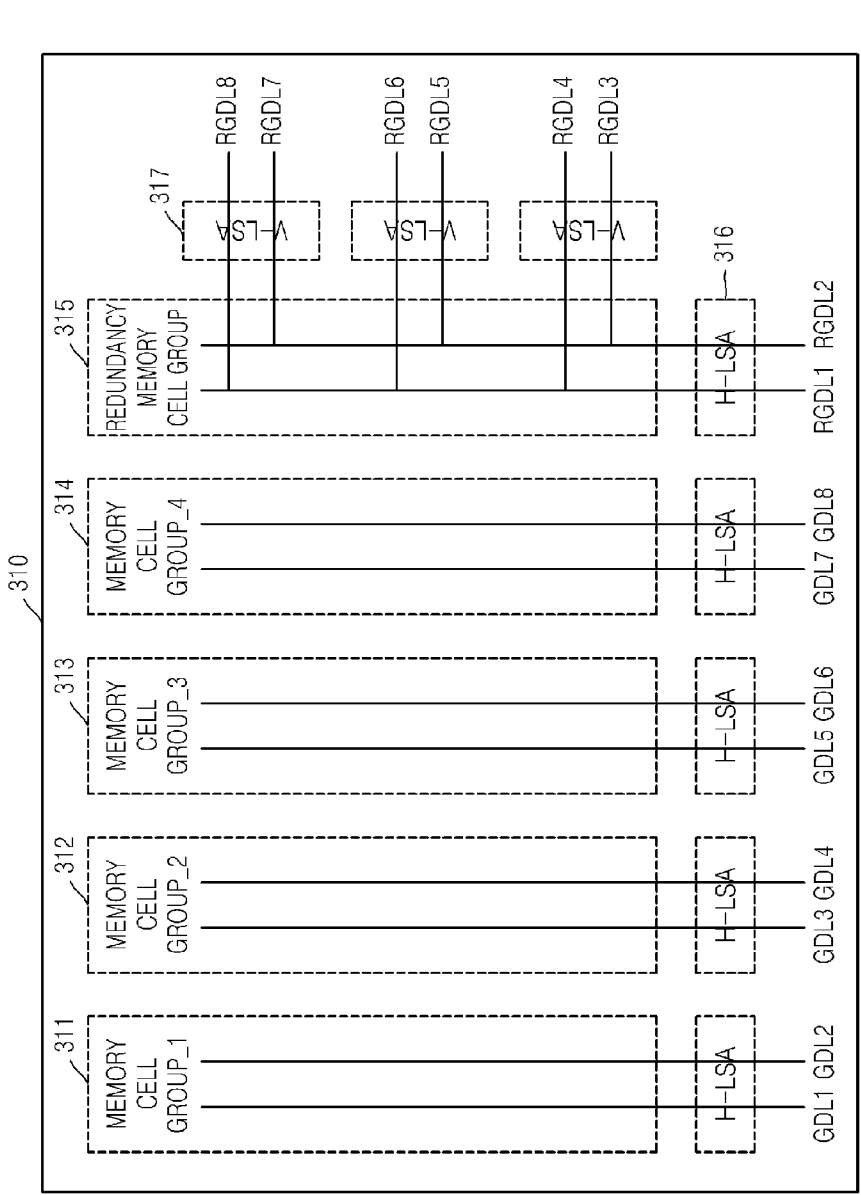 310
311
MEMORY
CELL
GROUP_1
312
MEMORY
CELL
GROUP_2
313
MEMORY
CELL
GROUP_3
314
MEMORY
CELL
GROUP_4
315
REDUNDANCY
MEMORY
CELL GROUP
317
V-LSA
V-LSA
V-LSA
RGDL8
RGDL7
RGDL6
RGDL5
RGDL4
RGDL3
316
H-LSA
H-LSA
H-LSA
H-LSA
H-LSA
GDL1 GDL2
GDL3 GDL4
GDL5 GDL6
GDL7 GDL8
RGDL1 RGDL2